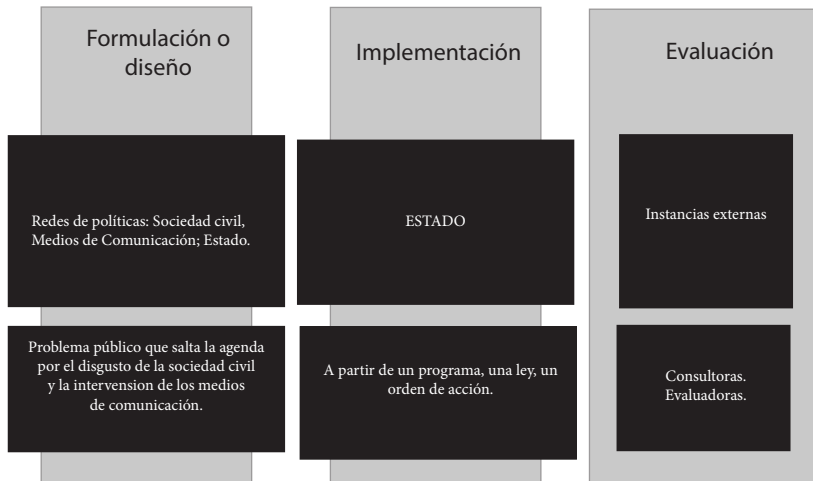 Formulación o
diseño
Implementación
Evaluación
Redes de políticas: Sociedad civil,
Medios de Comunicación; Estado.
ESTADO
Instancias externas
Problema público que salta la agenda
por el disgusto de la sociedad civil
y la intervension de los medios
de comunicación.
A partir de un programa, una ley, un
orden de acción.
Consultoras.
Evaluadoras.